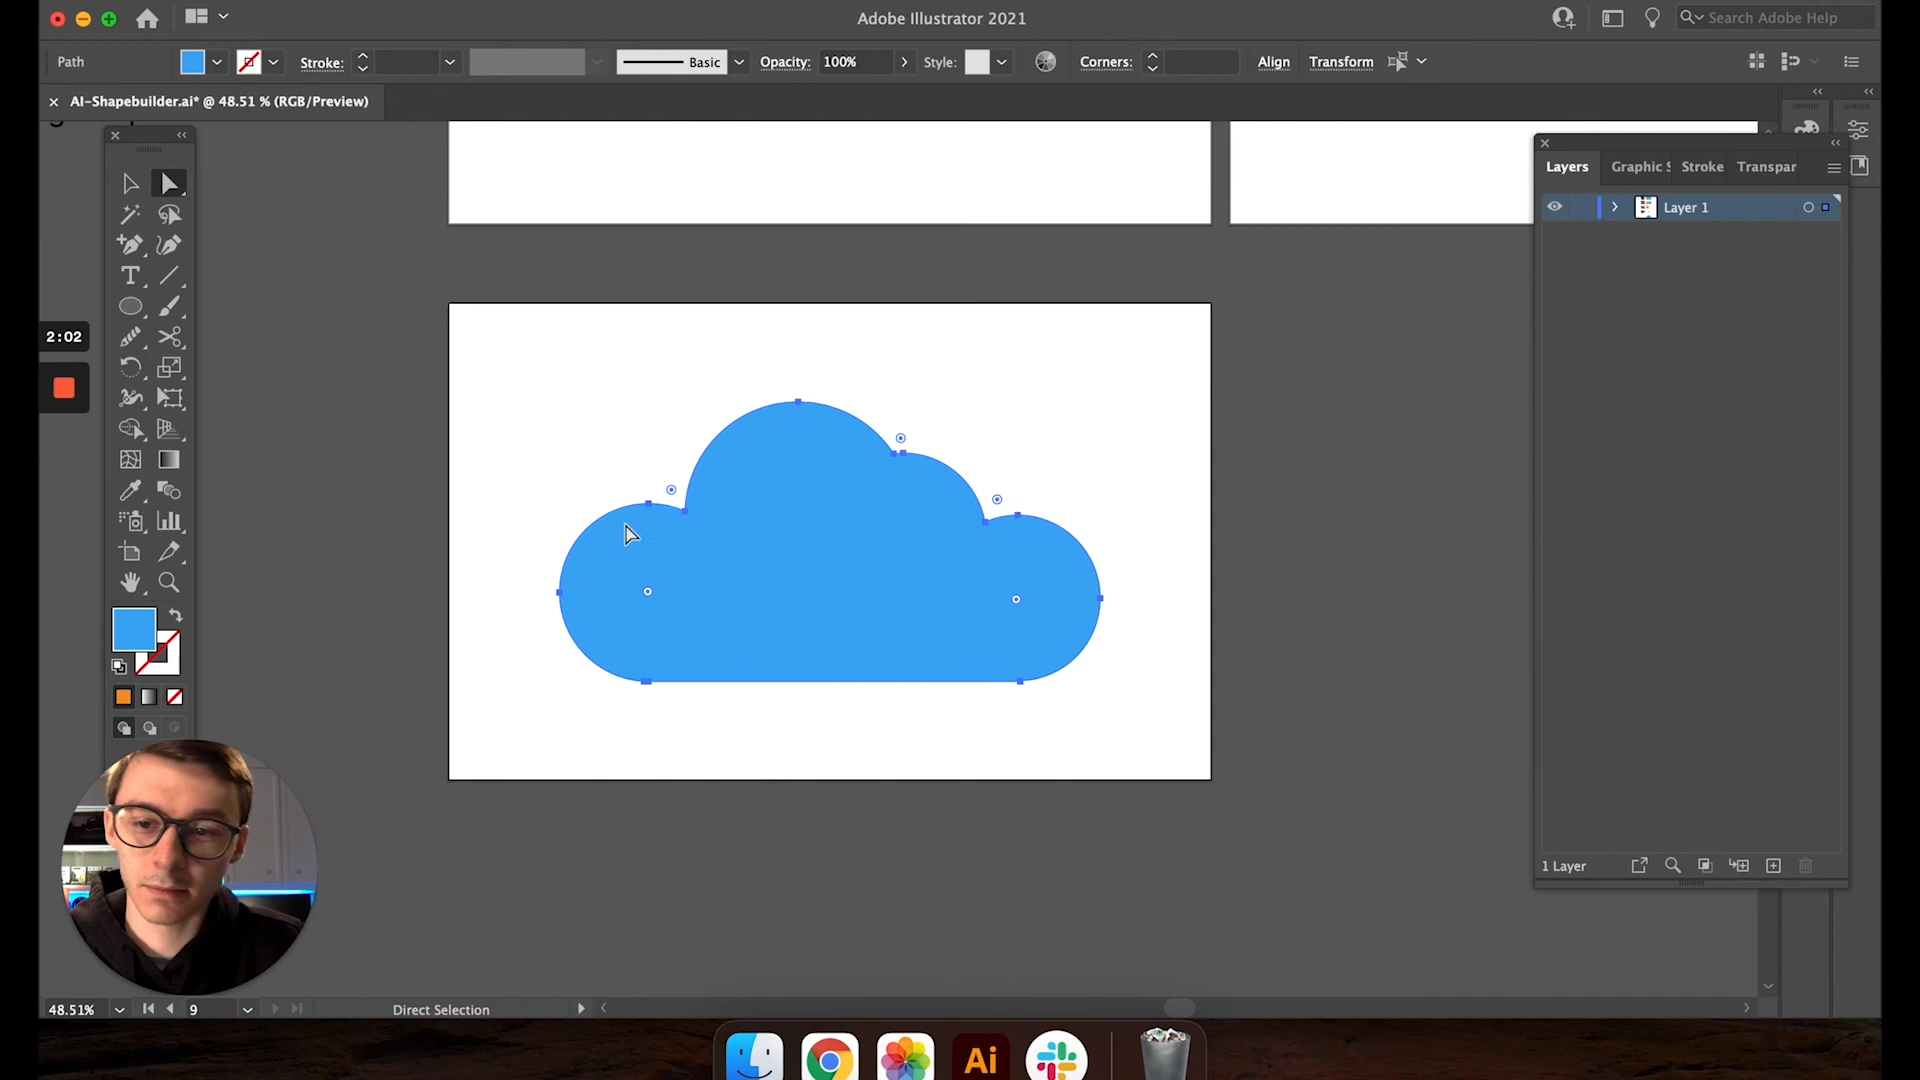 Adobe Illustrator 2021
Search Adobe Help
Path
Stroke:
Basic
Opacity:
100%
Style:
Corners:
Align
Transform
AI-Shapebuilder.ai* @ 48.51 % (RGB/Preview)
Layers
Graphic S
Stroke
Transpar
Layer 1
T
2:02
1 Layer
48.51%
9
Direct Selection
Ai